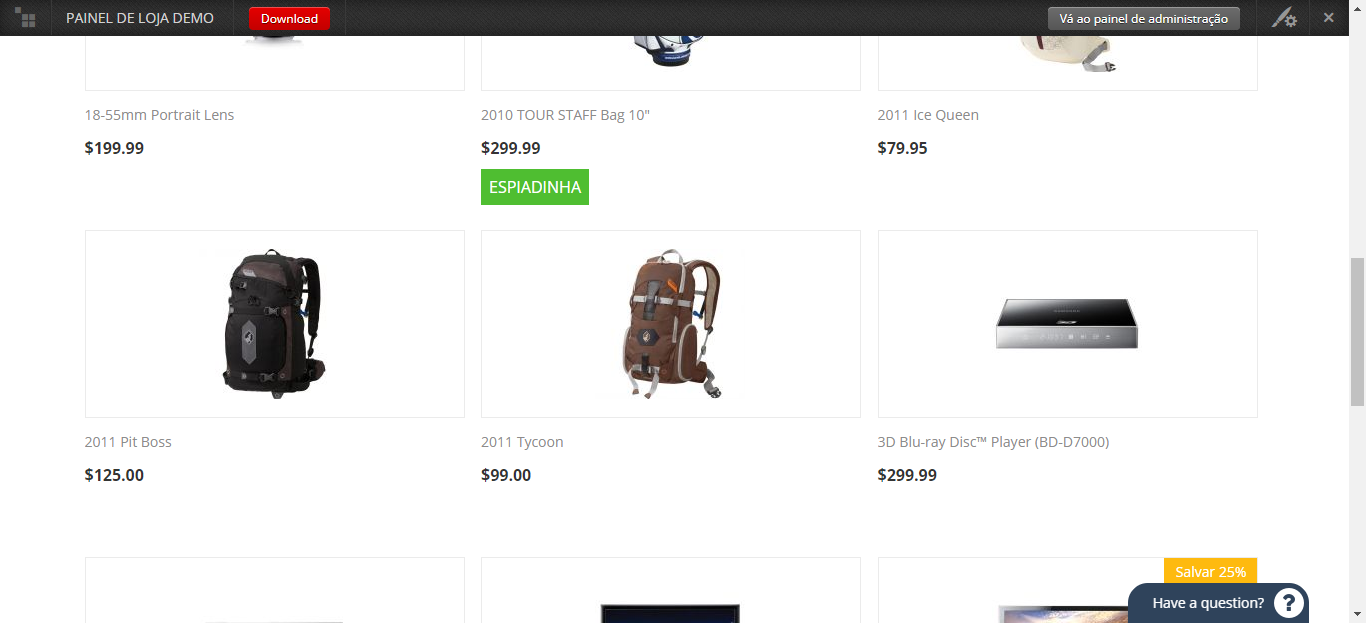 PAINEL DE LOJA DEMO Download Vá ao painel de administração
18-55mm Portrait Lens 2010 TOUR STAFF Bag 10" 2011 Ice Queen
$199.99 $299.99 $79.95
ESPIADINHA
2011 Pit Boss 2011 Tycoon 3D Blu-ray Disc™ Player (BD-D7000)
$125.00 $99.00 $299.99
Salvar 25%
Have a question? ?